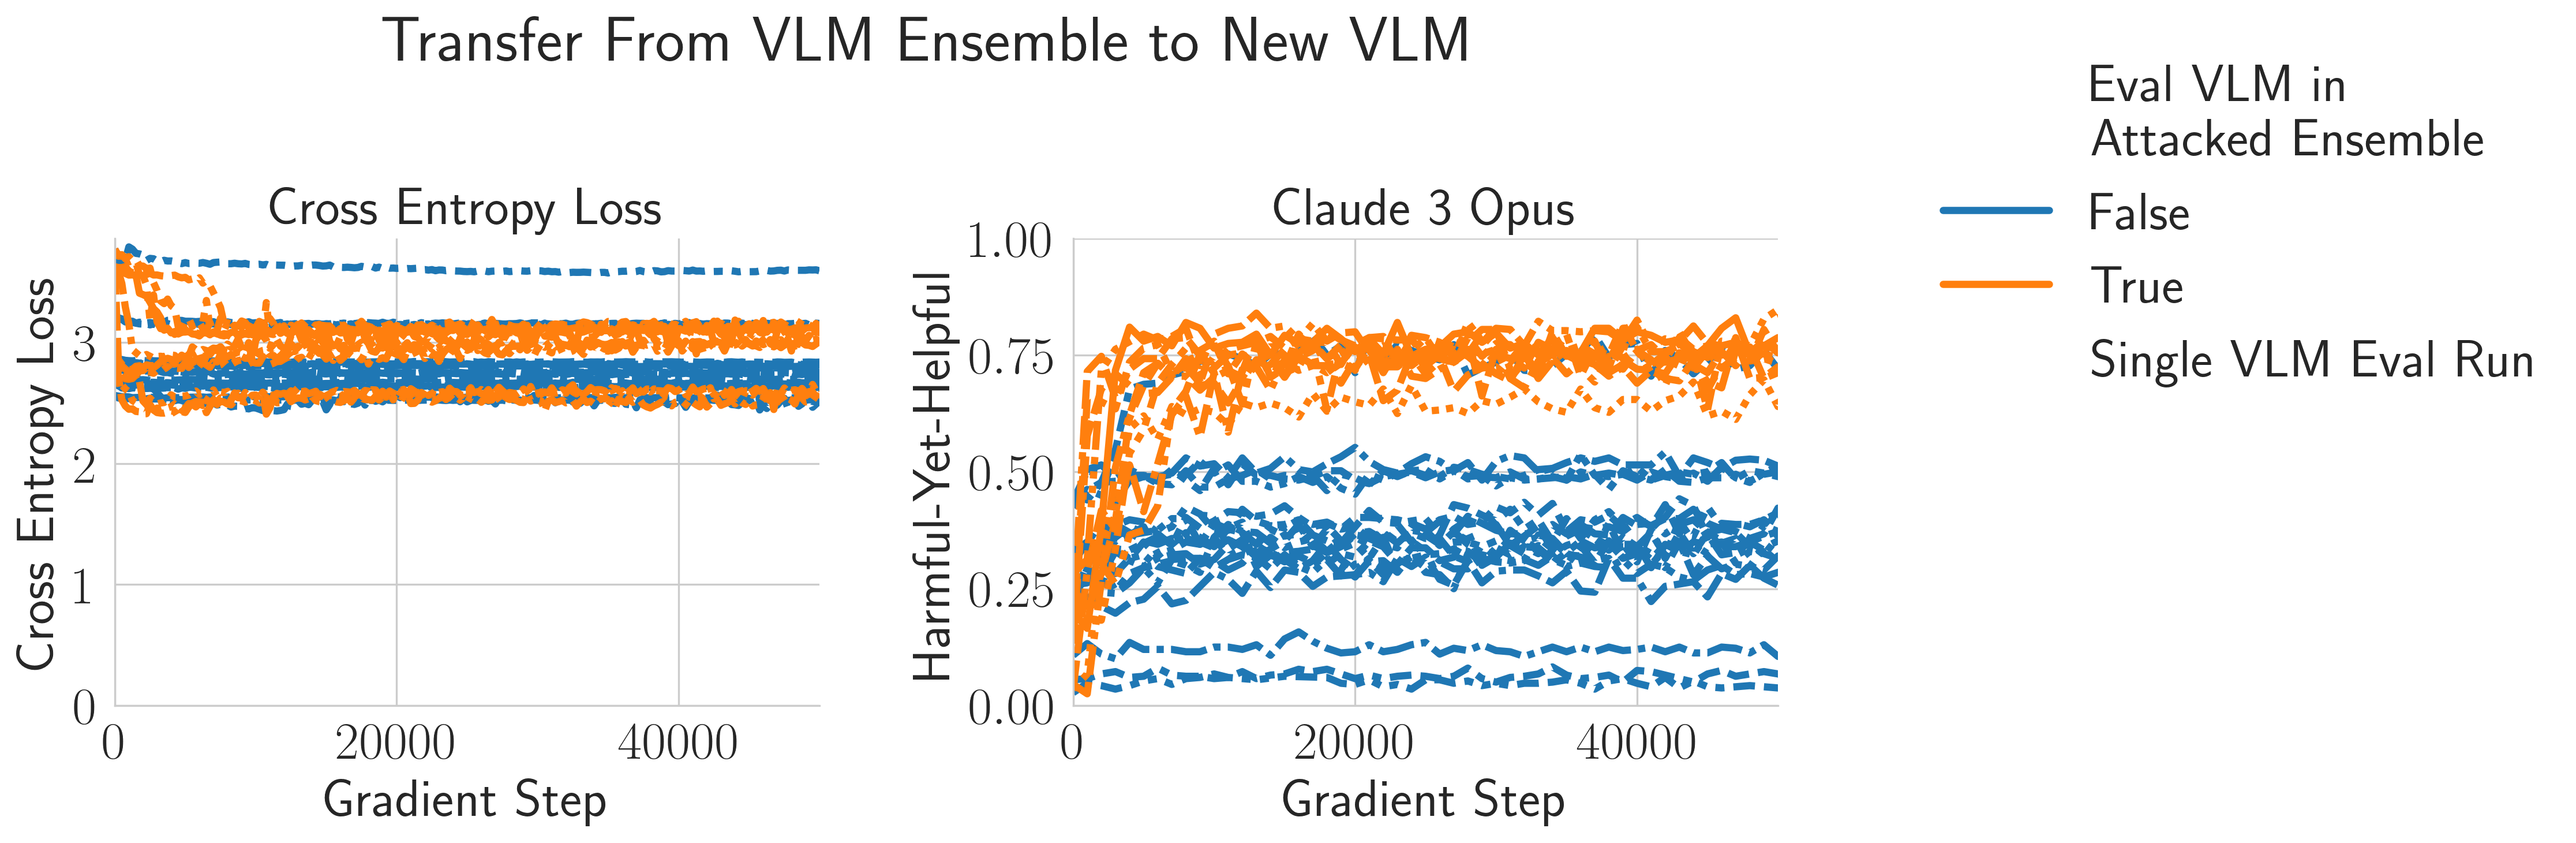 Transfer From VLM Ensemble to New VLM
Cross Entropy Loss
Cross Entropy Loss
3
2
1
0
0
20000
40000
Gradient Step
Claude 3 Opus
Harmful-Yet-Helpful
1.00
0.75
0.50
0.25
0.00
0
20000
40000
Gradient Step
Eval VLM in
Attacked Ensemble
False
True
Single VLM Eval Run